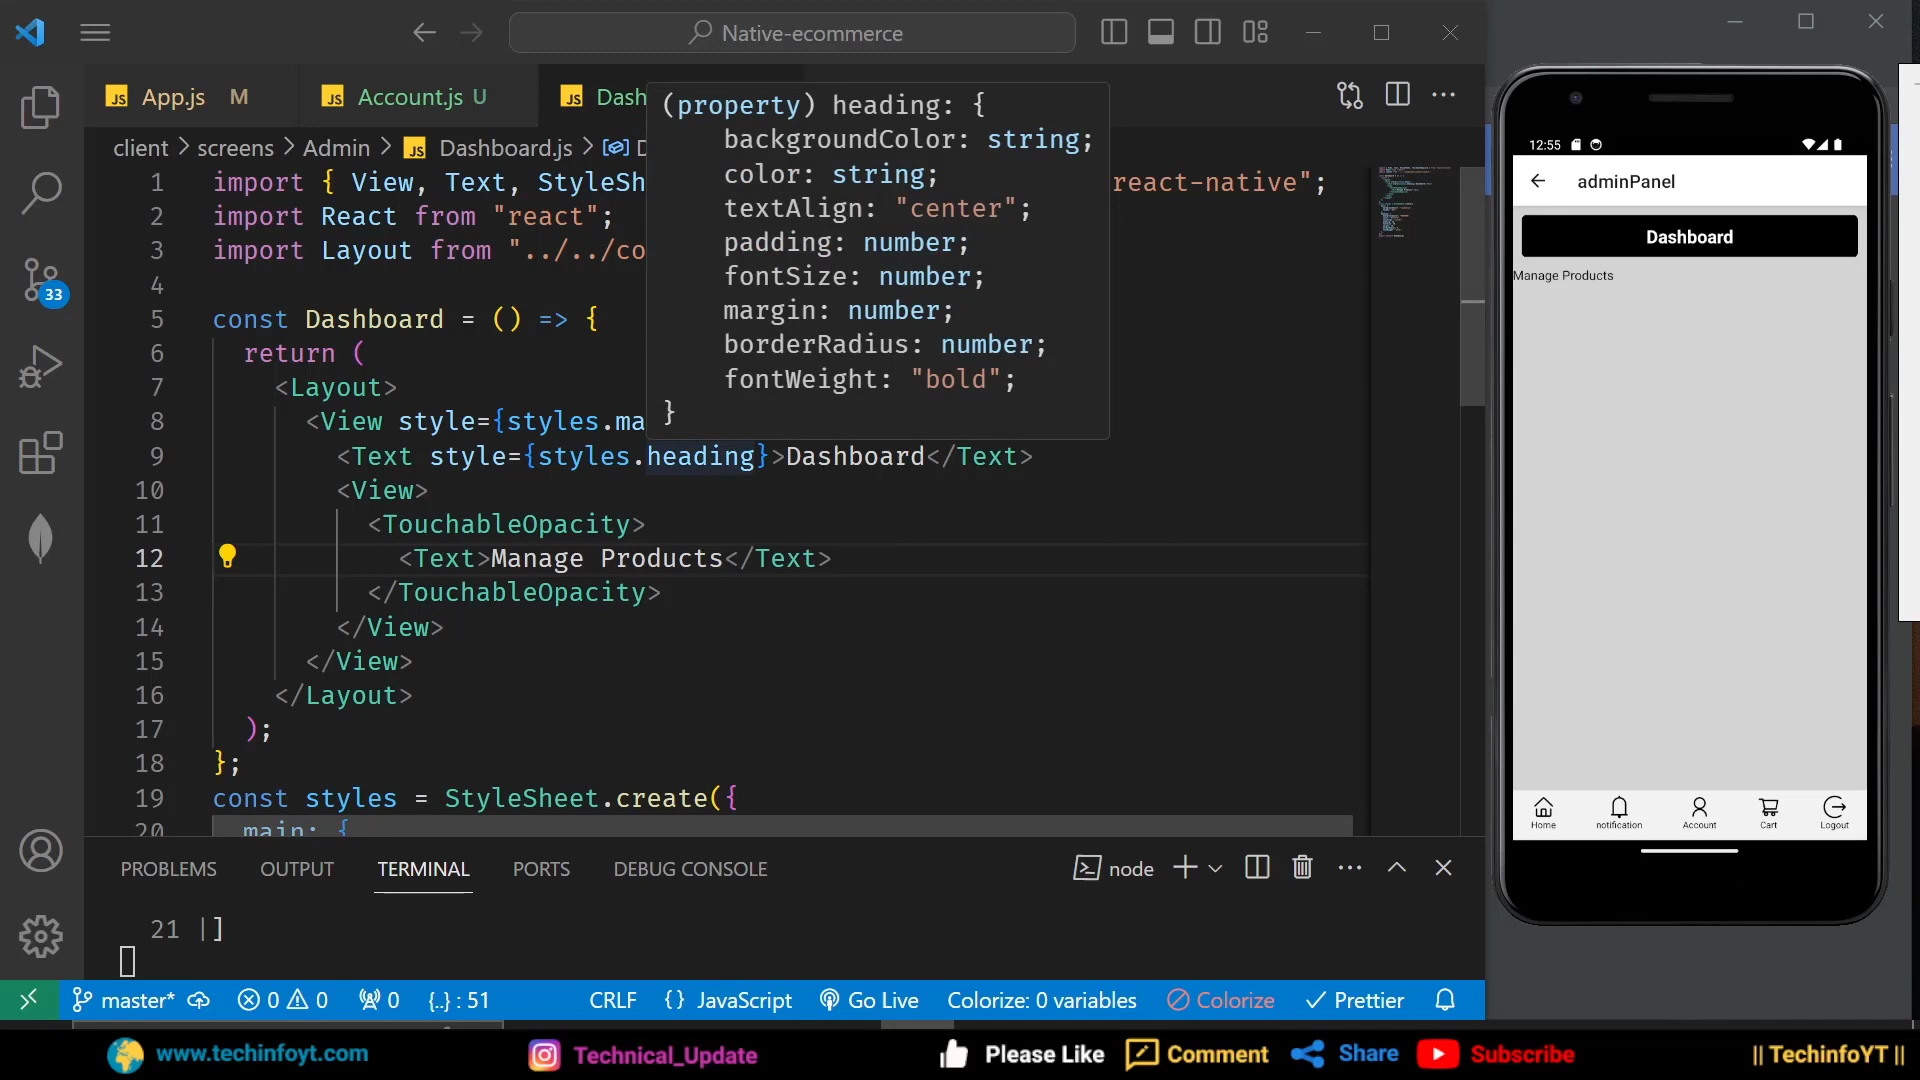 Native-ecommerce
JS App.js M
JS Account.js U
JS Dash
client > screens > Admin > JS Dashboard.js > D
(property) heading: {
backgroundColor: string;
color: string;
textAlign: "center";
padding: number;
fontSize: number;
margin: number;
borderRadius: number;
fontWeight: "bold";
}
1 import { View, Text, StyleSh react-native";
2 import React from "react";
3 import Layout from "../../co
4
5 const Dashboard = () => {
6 return (
7 <Layout>
8 <View style={styles.ma
9 <Text style={styles.heading}>Dashboard</Text>
10 <View>
11 <TouchableOpacity>
12 <Text>Manage Products</Text>
13 </TouchableOpacity>
14 </View>
15 </View>
16 </Layout>
17 );
18 };
19 const styles = StyleSheet.create({
20 main: {
33
PROBLEMS OUTPUT TERMINAL PORTS DEBUG CONSOLE
node
21 |]
master* 0 0 0 {..} : 51 CRLF {} JavaScript Go Live Colorize: 0 variables Colorize Prettier
12:55
adminPanel
Dashboard
Manage Products
Home notification Account Cart Logout
www.techinfoyt.com
Technical_Update
Please Like
Comment
Share
Subscribe
|| TechinfoYT ||